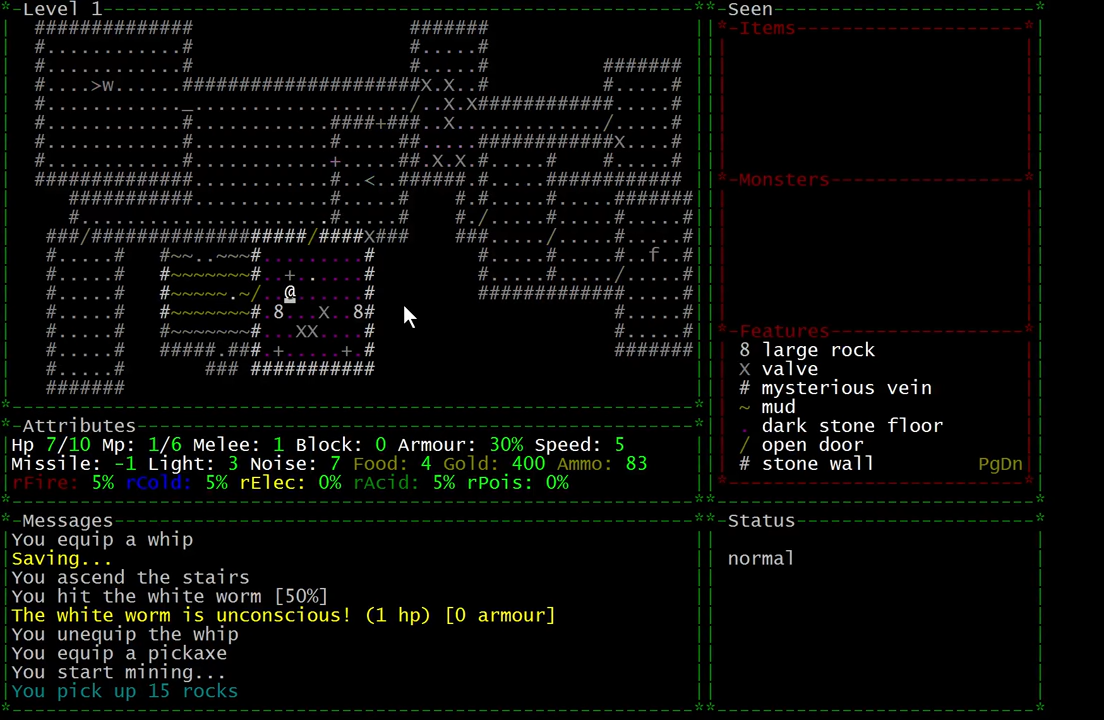 Level 1
Seen
Items
Monsters
Features
8 large rock
X valve
# mysterious vein
~ mud
. dark stone floor
/ open door
# stone wall
PgDn
Attributes
Hp 7/10 Mp: 1/6 Melee: 1 Block: 0 Armour: 30% Speed: 5
Missile: -1 Light: 3 Noise: 7 Food: 4 Gold: 400 Ammo: 83
rFire: 5% rCold: 5% rElec: 0% rAcid: 5% rPois: 0%
Messages
You equip a whip
Saving...
You ascend the stairs
You hit the white worm [50%]
The white worm is unconscious! (1 hp) [0 armour]
You unequip the whip
You equip a pickaxe
You start mining...
You pick up 15 rocks
Status
normal